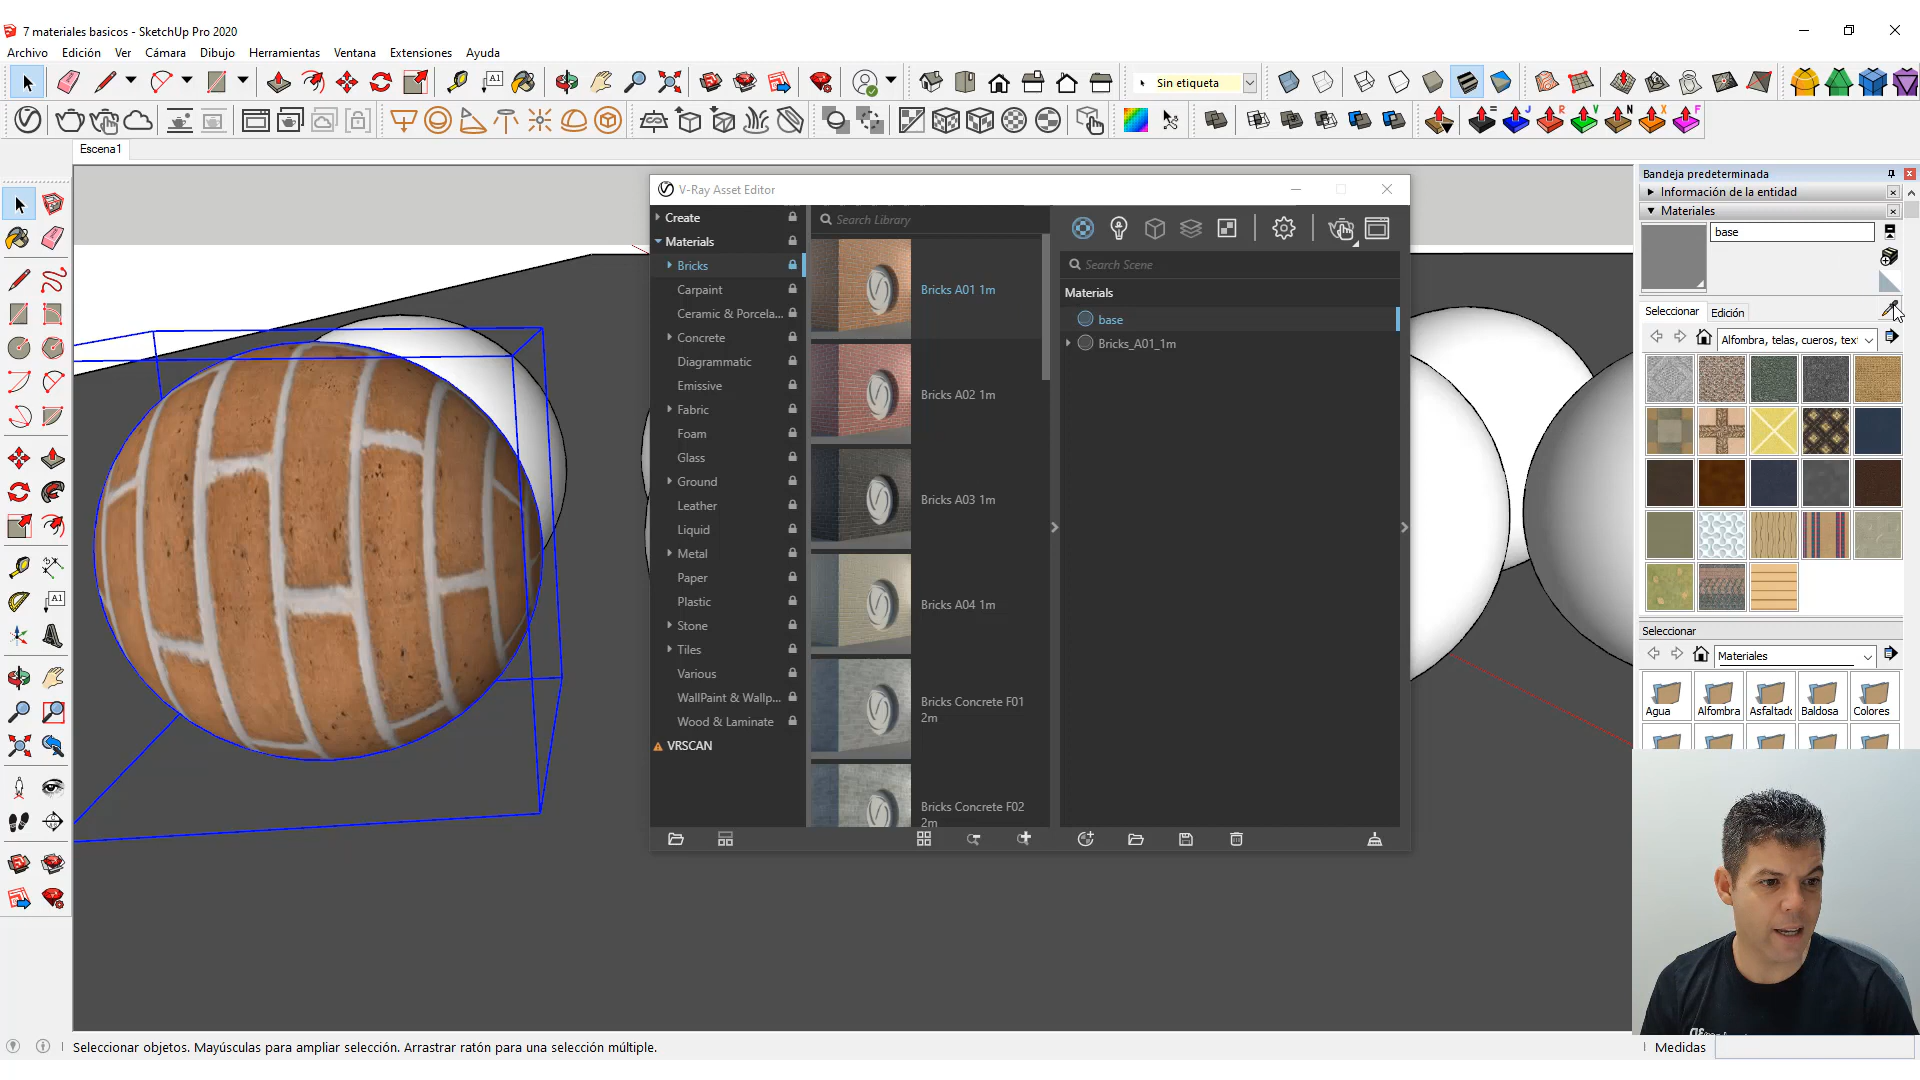 7 materiales basicos - SketchUp Pro 2020
Archivo Edición Ver Cámara Dibujo Herramientas Ventana Extensiones Ayuda
Sin etiqueta
Escena1
V-Ray Asset Editor
Create
Materials
Bricks
Carpaint
Ceramic & Porcela...
Concrete
Diagrammatic
Emissive
Fabric
Foam
Glass
Ground
Leather
Liquid
Metal
Paper
Plastic
Stone
Tiles
Various
WallPaint & Wallp...
Wood & Laminate
VRSCAN
Search Library
Bricks A01 1m
Bricks A02 1m
Bricks A03 1m
Bricks A04 1m
Bricks Concrete F01
2m
Bricks Concrete F02
2m
Search Scene
Materials
base
Bricks_A01_1m
Bandeja predeterminada
Información de la entidad
Materiales
base
Seleccionar Edición
Alfombra, telas, cueros, text
Seleccionar
Materiales
Agua Alfombra Asfaltado Baldosa Colores
Seleccionar objetos. Mayúsculas para ampliar selección. Arrastrar ratón para una selección múltiple.
Medidas